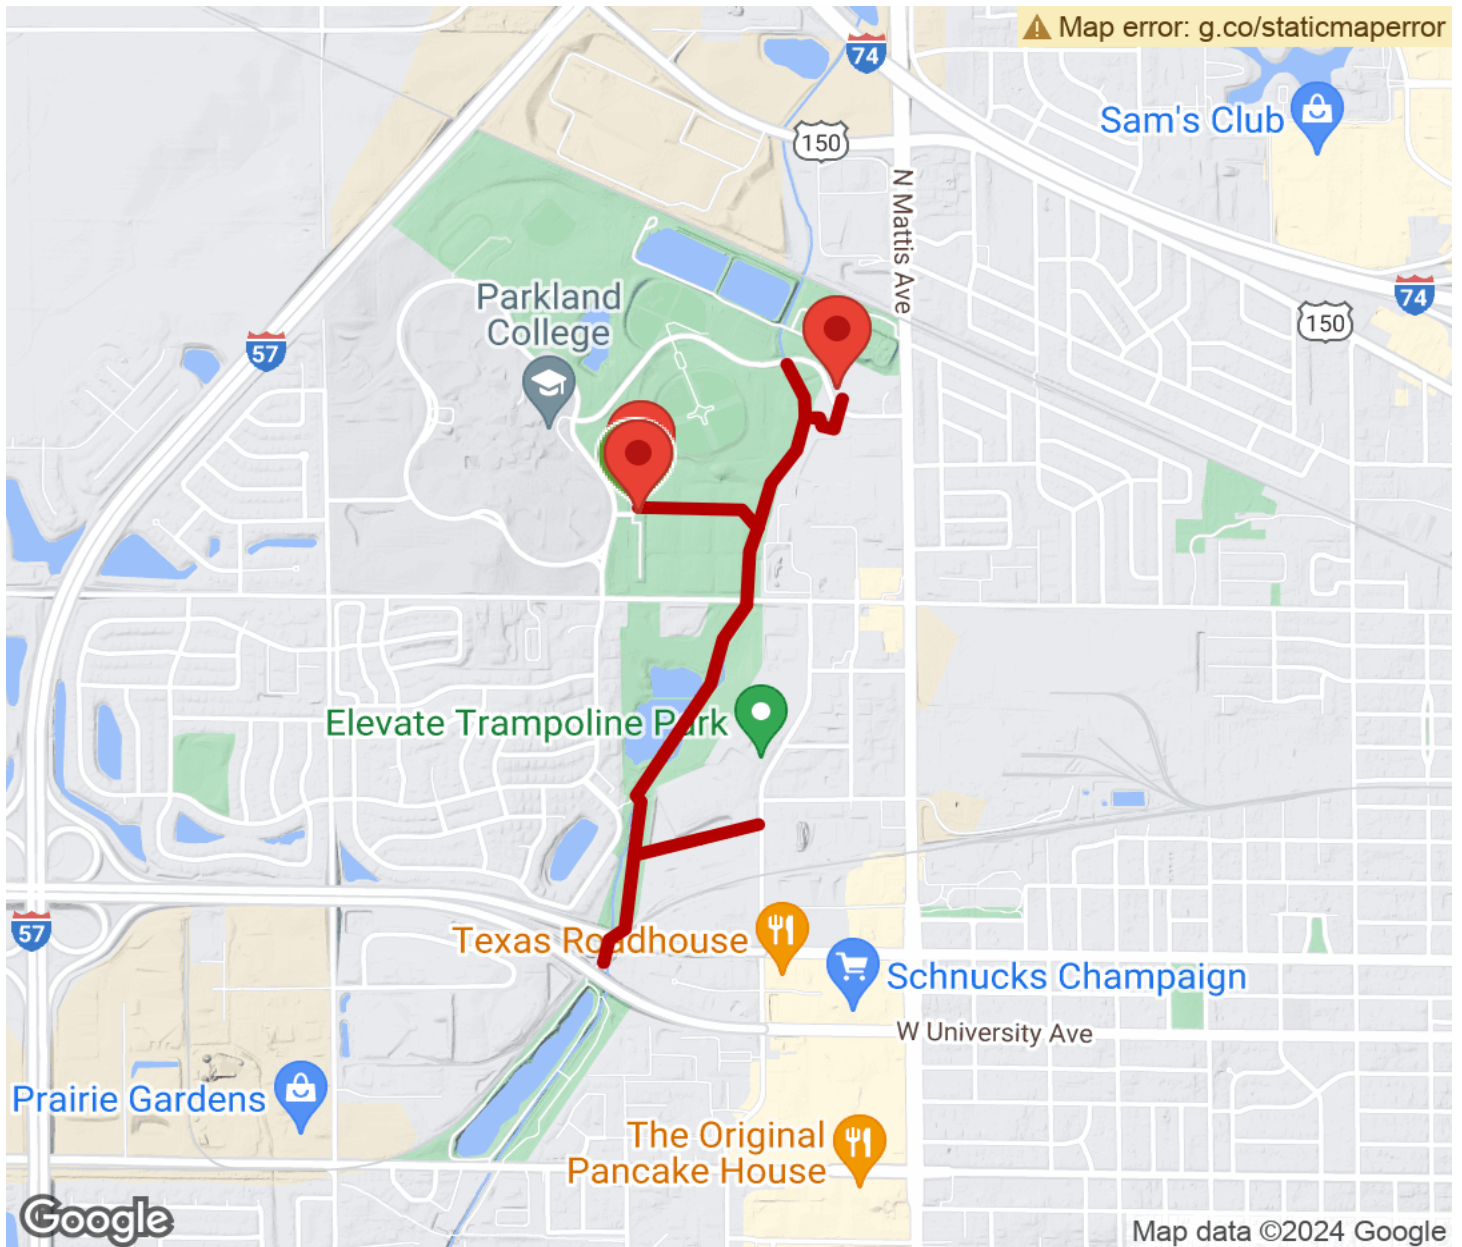 Map error: g.co/staticmaperror
74
150
Sam's Club
N Mattis Ave
Parkland
College
74
150
57
Elevate Trampoline Park
57
Texas Roadhouse
Schnucks Champaign
W University Ave
Prairie Gardens
The Original
Pancake House
Google
Map data ©2024 Google